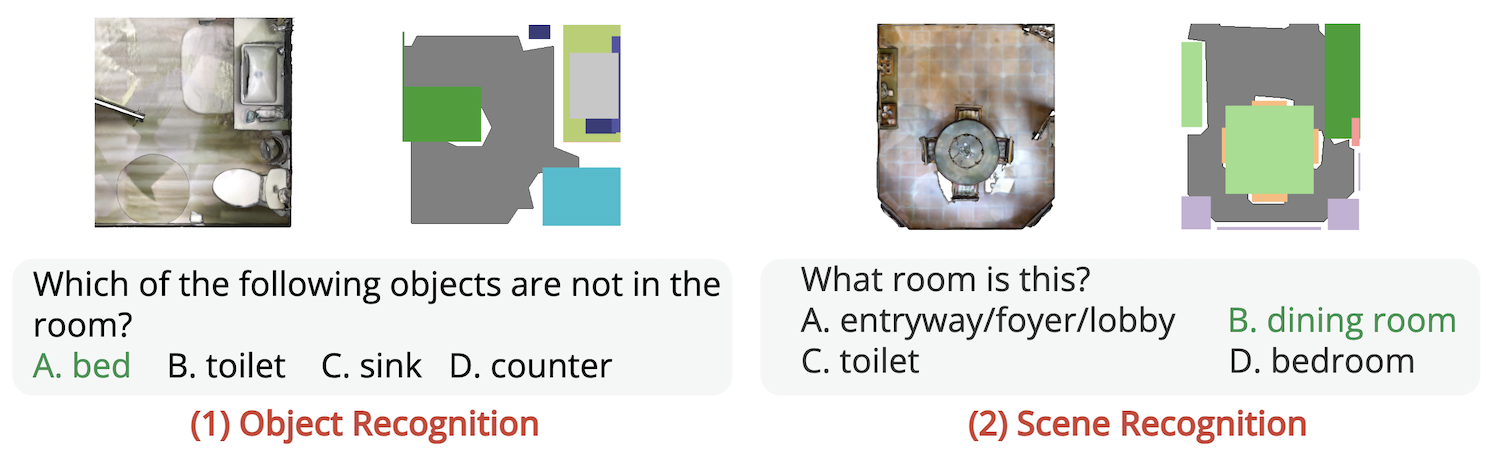 Which of the following objects are not in the
room?
A. bed B. toilet C. sink D. counter
(1) Object Recognition
What room is this?
A. entryway/foyer/lobby B. dining room
C. toilet D. bedroom
(2) Scene Recognition